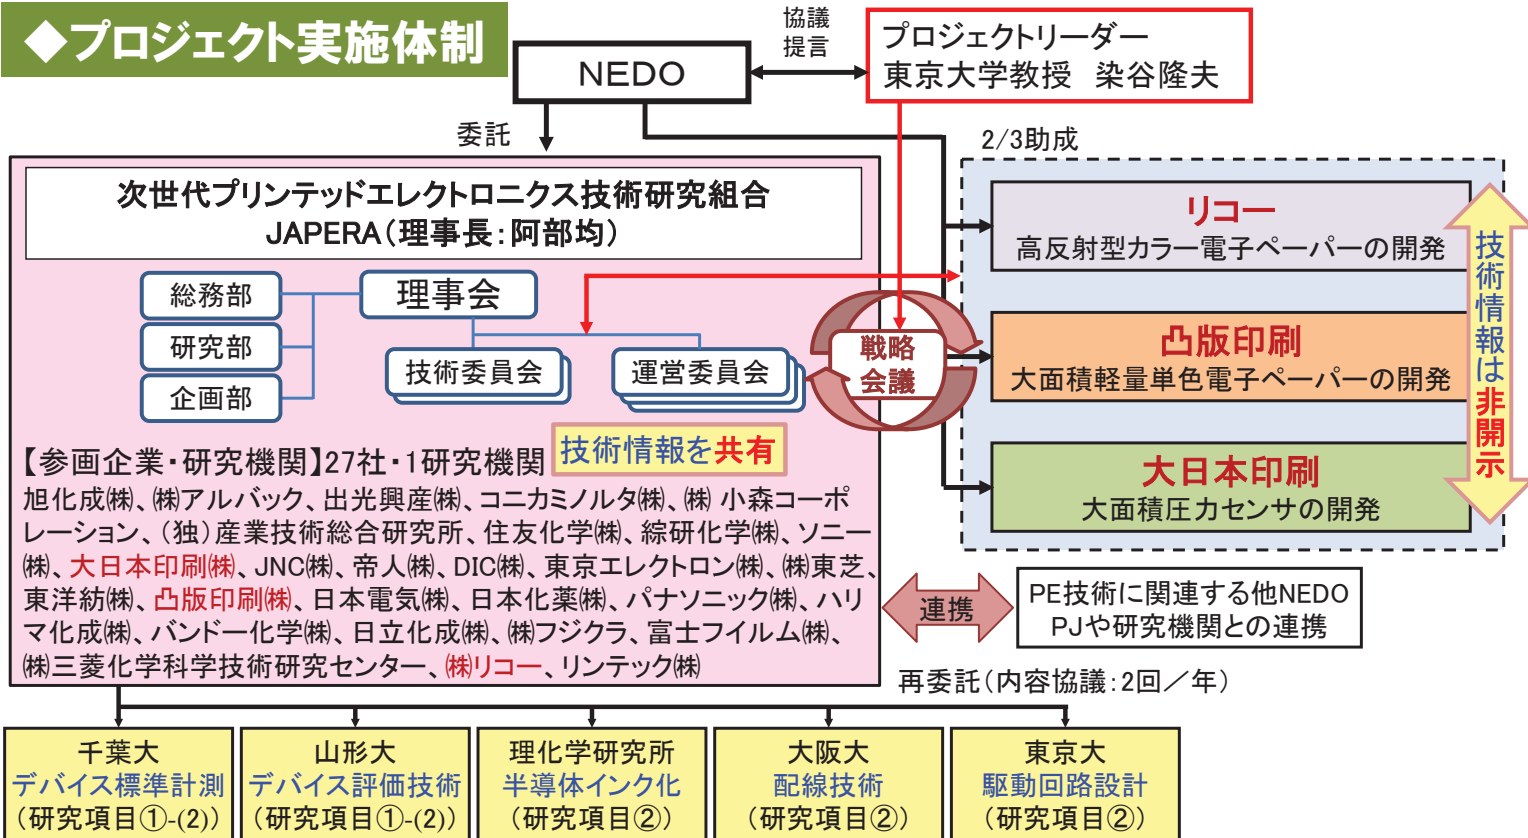 ◆プロジェクト実施体制
NEDO
協議
提言
プロジェクトリーダー
東京大学教授 染谷隆夫
委託
2/3助成
次世代プリンテッドエレクトロニクス技術研究組合
JAPERA(理事長:阿部均)
総務部
研究部
企画部
理事会
技術委員会
運営委員会
戦略
会議
リコー
高反射型カラー電子ペーパーの開発
凸版印刷
大面積軽量単色電子ペーパーの開発
大日本印刷
大面積圧力センサの開発
技術情報は非開示
技術情報を共有
【参画企業・研究機関】27社・1研究機関
旭化成㈱、㈱アルバック、出光興産㈱、コニカミノルタ㈱、㈱ 小森コーポ
レーション、(独)産業技術総合研究所、住友化学㈱、綜研化学㈱、ソニー
㈱、大日本印刷㈱、JNC㈱、帝人㈱、DIC㈱、東京エレクトロン㈱、㈱東芝、
東洋紡㈱、凸版印刷㈱、日本電気㈱、日本化薬㈱、パナソニック㈱、ハリ
マ化成㈱、バンドー化学㈱、日立化成㈱、㈱フジクラ、富士フイルム㈱、
㈱三菱化学科学技術研究センター、㈱リコー、リンテック㈱
連携
PE技術に関連する他NEDO
PJや研究機関との連携
再委託(内容協議:2回/年)
千葉大
デバイス標準計測
(研究項目①-(2))
山形大
デバイス評価技術
(研究項目①-(2))
理化学研究所
半導体インク化
(研究項目②)
大阪大
配線技術
(研究項目②)
東京大
駆動回路設計
(研究項目②)